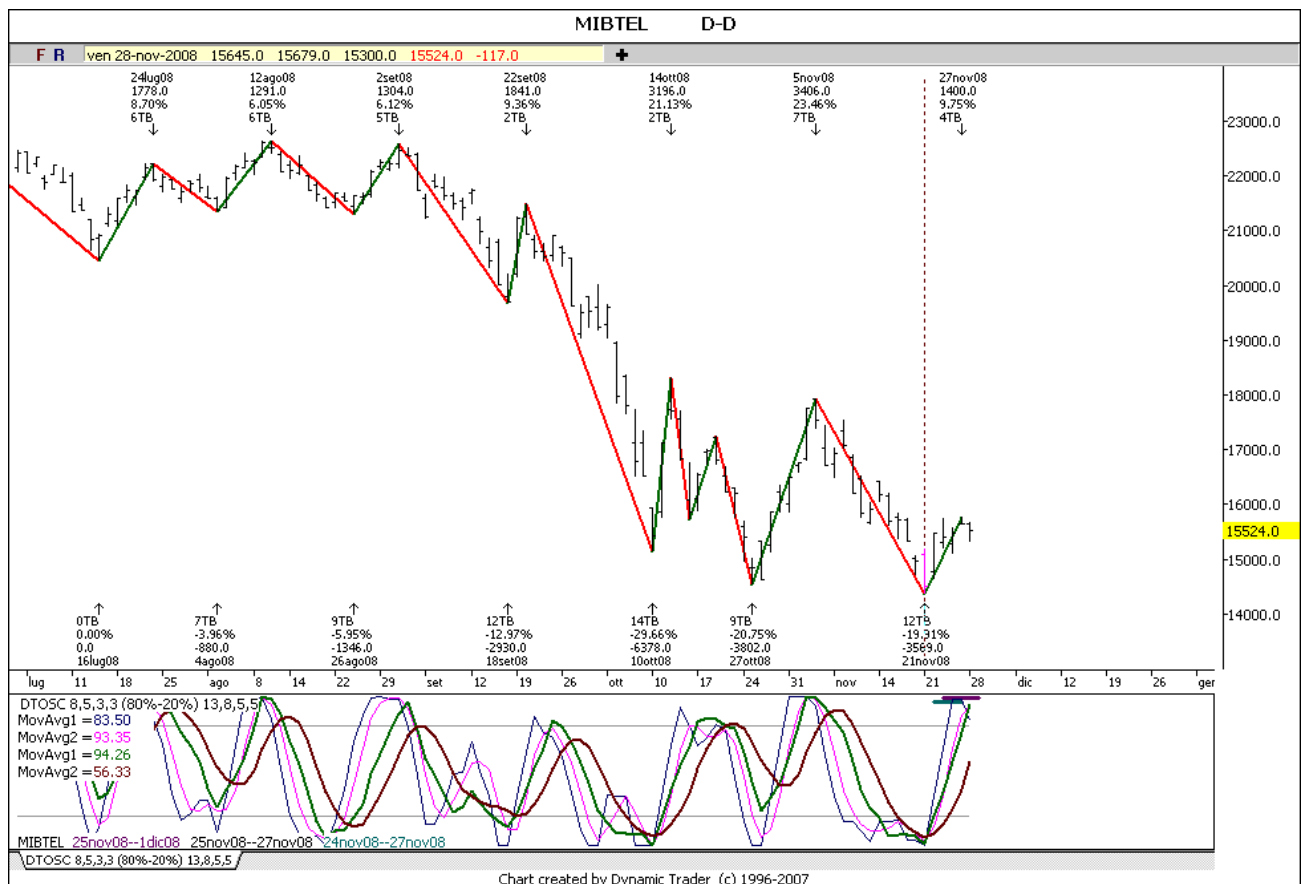 MIBTEL D-D
F R ven 28-nov-2008 15645.0 15679.0 15300.0 15524.0 -117.0
24lug08 12ago08 2set08 22set08 14ott08 5nov08 27nov08
1778.0 1291.0 1304.0 1841.0 3196.0 3406.0 1400.0
8.70% 6.05% 6.12% 9.36% 21.13% 23.46% 9.75%
6TB 6TB 5TB 2TB 2TB 7TB 4TB
23000.0
22000.0
21000.0
20000.0
19000.0
18000.0
17000.0
16000.0
15524.0
15000.0
14000.0
0TB 7TB 9TB 12TB 14TB 9TB 12TB
0.00% -3.96% -5.95% -12.97% -29.66% -20.75% -19.91%
0.0 -880.0 -1346.0 -2930.0 -6378.0 -3802.0 -3569.0
16lug08 4ago08 26ago08 18set08 10ott08 27ott08 21nov08
lug 11 18 25 ago 8 14 22 29 set 12 19 26 ott 10 17 24 31 nov 14 21 28 dic 12 19 26 ger
DTOSC 8,5,3,3 (80%-20%) 13,8,5,5
MovAvg1 =83.50
MovAvg2 =93.35
MovAvg1 =94.26
MovAvg2 =56.33
MIBTEL 25nov08--1dic08 25nov08--27nov08 24nov08--27nov08
DTOSC 8,5,3,3 (80%-20%) 13,8,5,5
Chart created by Dynamic Trader (c) 1996-2007